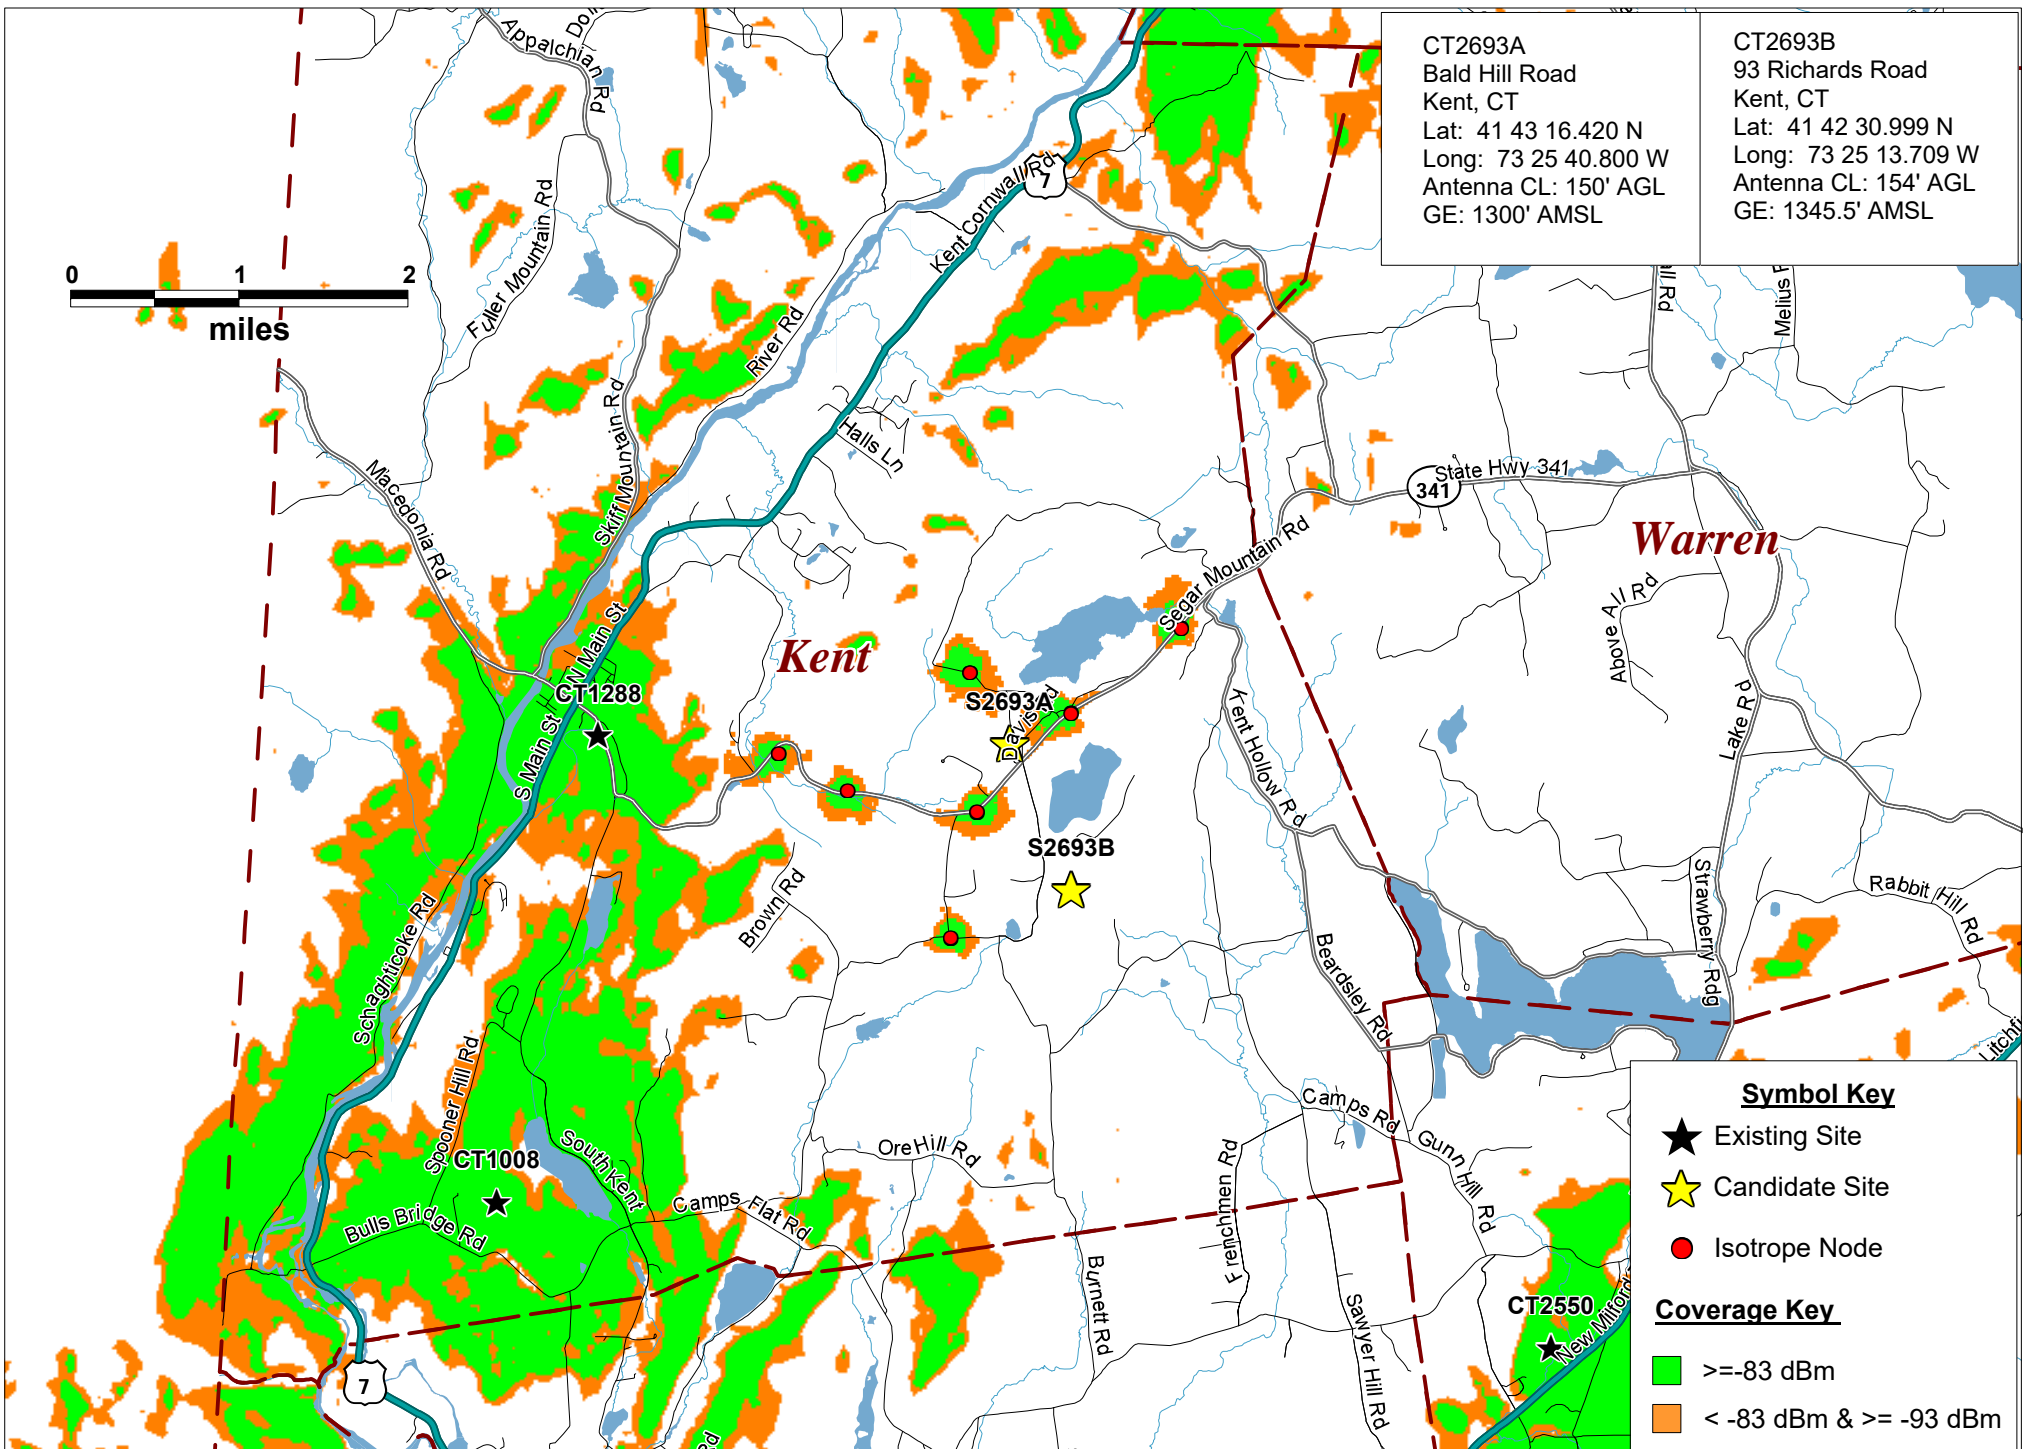 CT2693A
Bald Hill Road
Kent, CT
Lat: 41 43 16.420 N
Long: 73 25 40.800 W
Antenna CL: 150' AGL
GE: 1300' AMSL
CT2693B
93 Richards Road
Kent, CT
Lat: 41 42 30.999 N
Long: 73 25 13.709 W
Antenna CL: 154' AGL
GE: 1345.5' AMSL
Appalchian Rd
Fuller Mountain Rd
0 1 2
miles
River Rd
Kent Cornwall Rd
7
Skiff Mountain Rd
Macedonia Rd
Halls Ln
Melius
State Hwy 341
341
Warren
Segar Mountain Rd
Above All Rd
Kent
N Main St
CT1288
S Main St
S2693A
Davis Rd
Kent Hollow Rd
Lake Rd
S2693B
Brown Rd
Strawberry Rdg
Rabbit Hill Rd
Schaghticoke Rd
Beardsley Rd
Spooner Hill Rd
CT1008
South Kent
Ore Hill Rd
Camps Rd
Gunn Hill Rd
Camps Flat Rd
Bulls Bridge Rd
Frenchmen Rd
Burnett Rd
Sawyer Hill Rd
CT2550
New Milford
7
Rd
Symbol Key
Existing Site
Candidate Site
Isotrope Node
Coverage Key
>=-83 dBm
< -83 dBm & >= -93 dBm